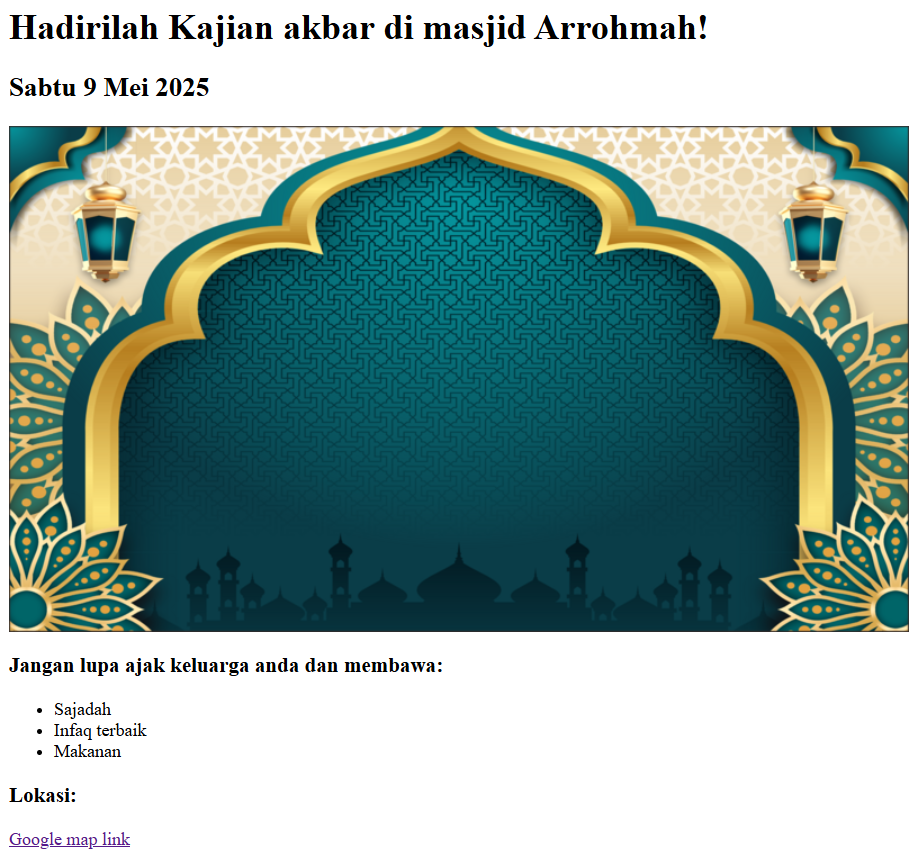 Hadirilah Kajian akbar di masjid Arrohmah!
Sabtu 9 Mei 2025
Jangan lupa ajak keluarga anda dan membawa:
Sajadah
Infaq terbaik
Makanan
Lokasi:
Google map link